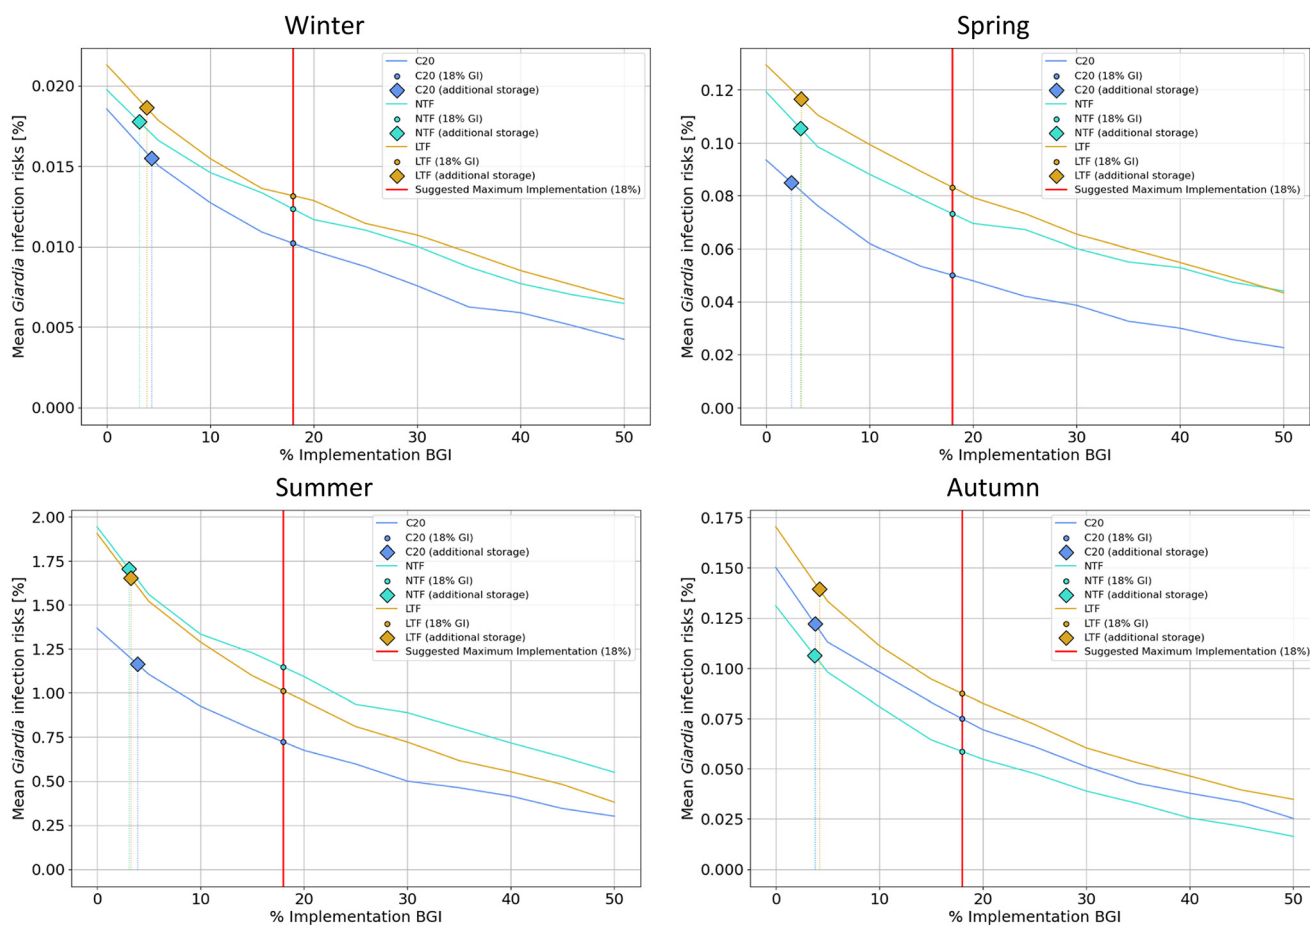 Winter
Mean Giardia infection risks [%]
0.020
0.015
0.010
0.005
0.000
C20
C20 (18% GI)
C20 (additional storage)
NTF
NTF (18% GI)
NTF (additional storage)
LTF
LTF (18% GI)
LTF (additional storage)
Suggested Maximum Implementation (18%)
0 10 20 30 40 50
% Implementation BGI
Spring
Mean Giardia infection risks [%]
0.12
0.10
0.08
0.06
0.04
0.02
0.00
C20
C20 (18% GI)
C20 (additional storage)
NTF
NTF (18% GI)
NTF (additional storage)
LTF
LTF (18% GI)
LTF (additional storage)
Suggested Maximum Implementation (18%)
0 10 20 30 40 50
% Implementation BGI
Summer
Mean Giardia infection risks [%]
2.00
1.75
1.50
1.25
1.00
0.75
0.50
0.25
0.00
C20
C20 (18% GI)
C20 (additional storage)
NTF
NTF (18% GI)
NTF (additional storage)
LTF
LTF (18% GI)
LTF (additional storage)
Suggested Maximum Implementation (18%)
0 10 20 30 40 50
% Implementation BGI
Autumn
Mean Giardia infection risks [%]
0.175
0.150
0.125
0.100
0.075
0.050
0.025
0.000
C20
C20 (18% GI)
C20 (additional storage)
NTF
NTF (18% GI)
NTF (additional storage)
LTF
LTF (18% GI)
LTF (additional storage)
Suggested Maximum Implementation (18%)
0 10 20 30 40 50
% Implementation BGI